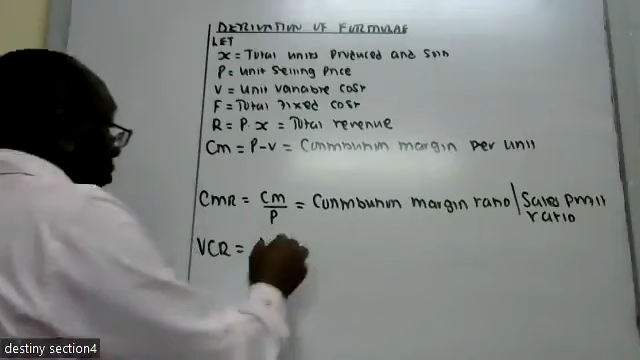 DERIVATION OF FORMULAE
LET
x = Total units produced and sold
P = unit selling price
V = unit variable cost
F = Total fixed cost
R = P.x = Total revenue
Cm = P-V = Contribution margin per unit
CMR = Cm/P = Contribution margin ratio | Sales profit ratio
VCR =
destiny section4